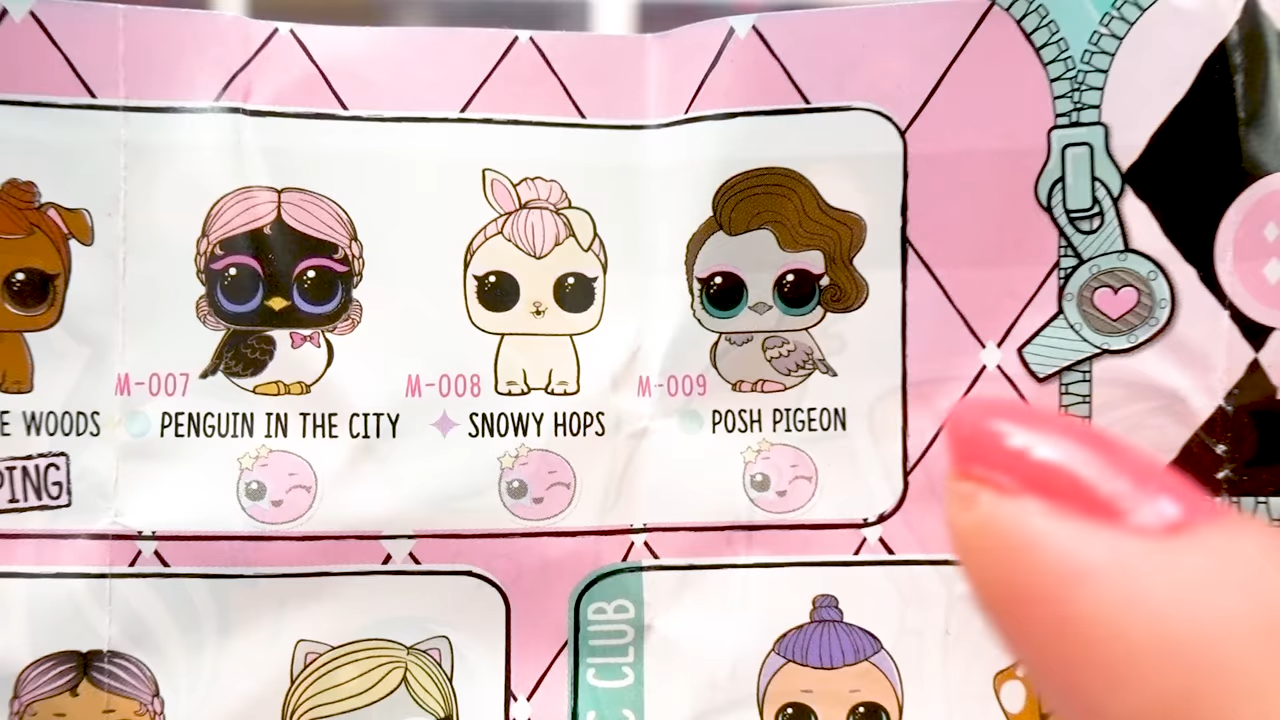 M-007
M-008
M-009
E WOODS
PENGUIN IN THE CITY
SNOWY HOPS
POSH PIGEON
PING
C CLUB